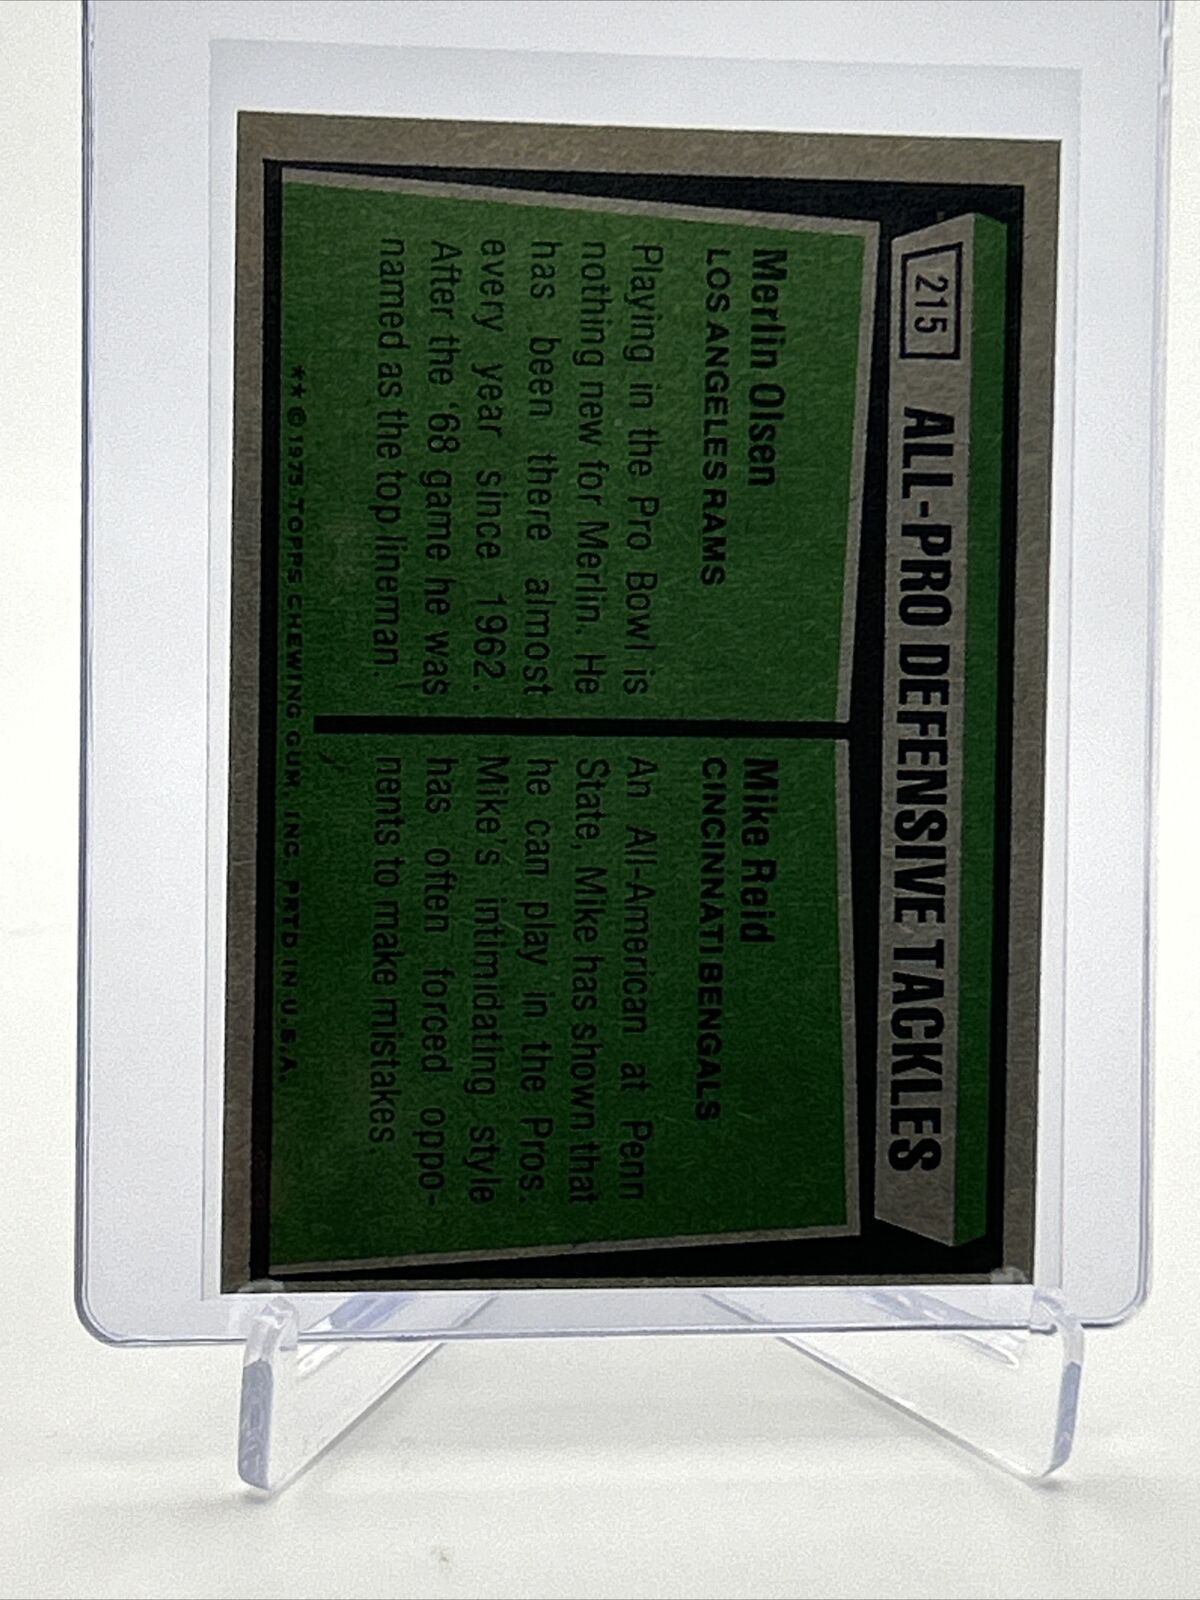 215 ALL-PRO DEFENSIVE TACKLES
Merlin Olsen
LOS ANGELES RAMS
Playing in the Pro Bowl is
nothing new for Merlin. He
has been there almost
every year since 1962.
After the '68 game he was
named as the top lineman.
Mike Reid
CINCINNATI BENGALS
An All-American at Penn
State, Mike has shown that
he can play in the Pros.
Mike's intimidating style
has often forced oppo-
nents to make mistakes.
** © 1975 TOPPS CHEWING GUM, INC. PRTD IN U.S.A.